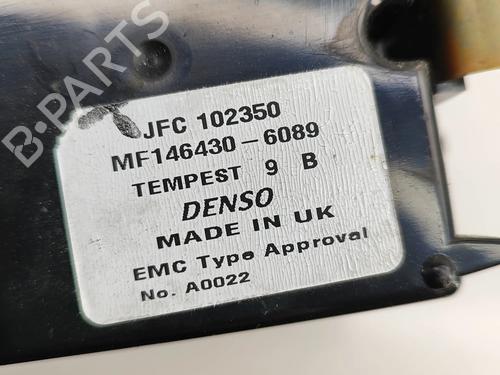 B-PARTS
JFC 102350
MF146430-6089
TEMPEST 9 B
DENSO
MADE IN UK
EMC Type Approval
No. A0022